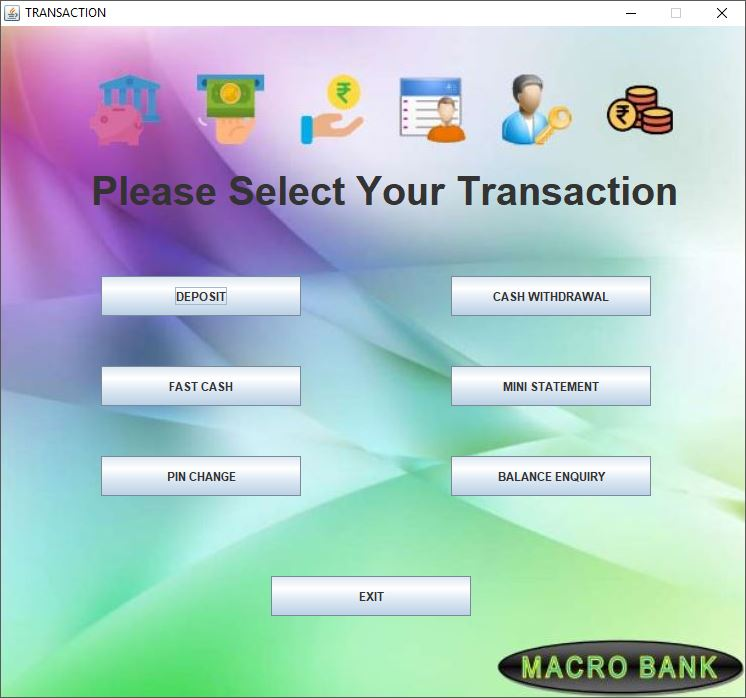 TRANSACTION
Please Select Your Transaction
DEPOSIT
CASH WITHDRAWAL
FAST CASH
MINI STATEMENT
PIN CHANGE
BALANCE ENQUIRY
EXIT
MACRO BANK